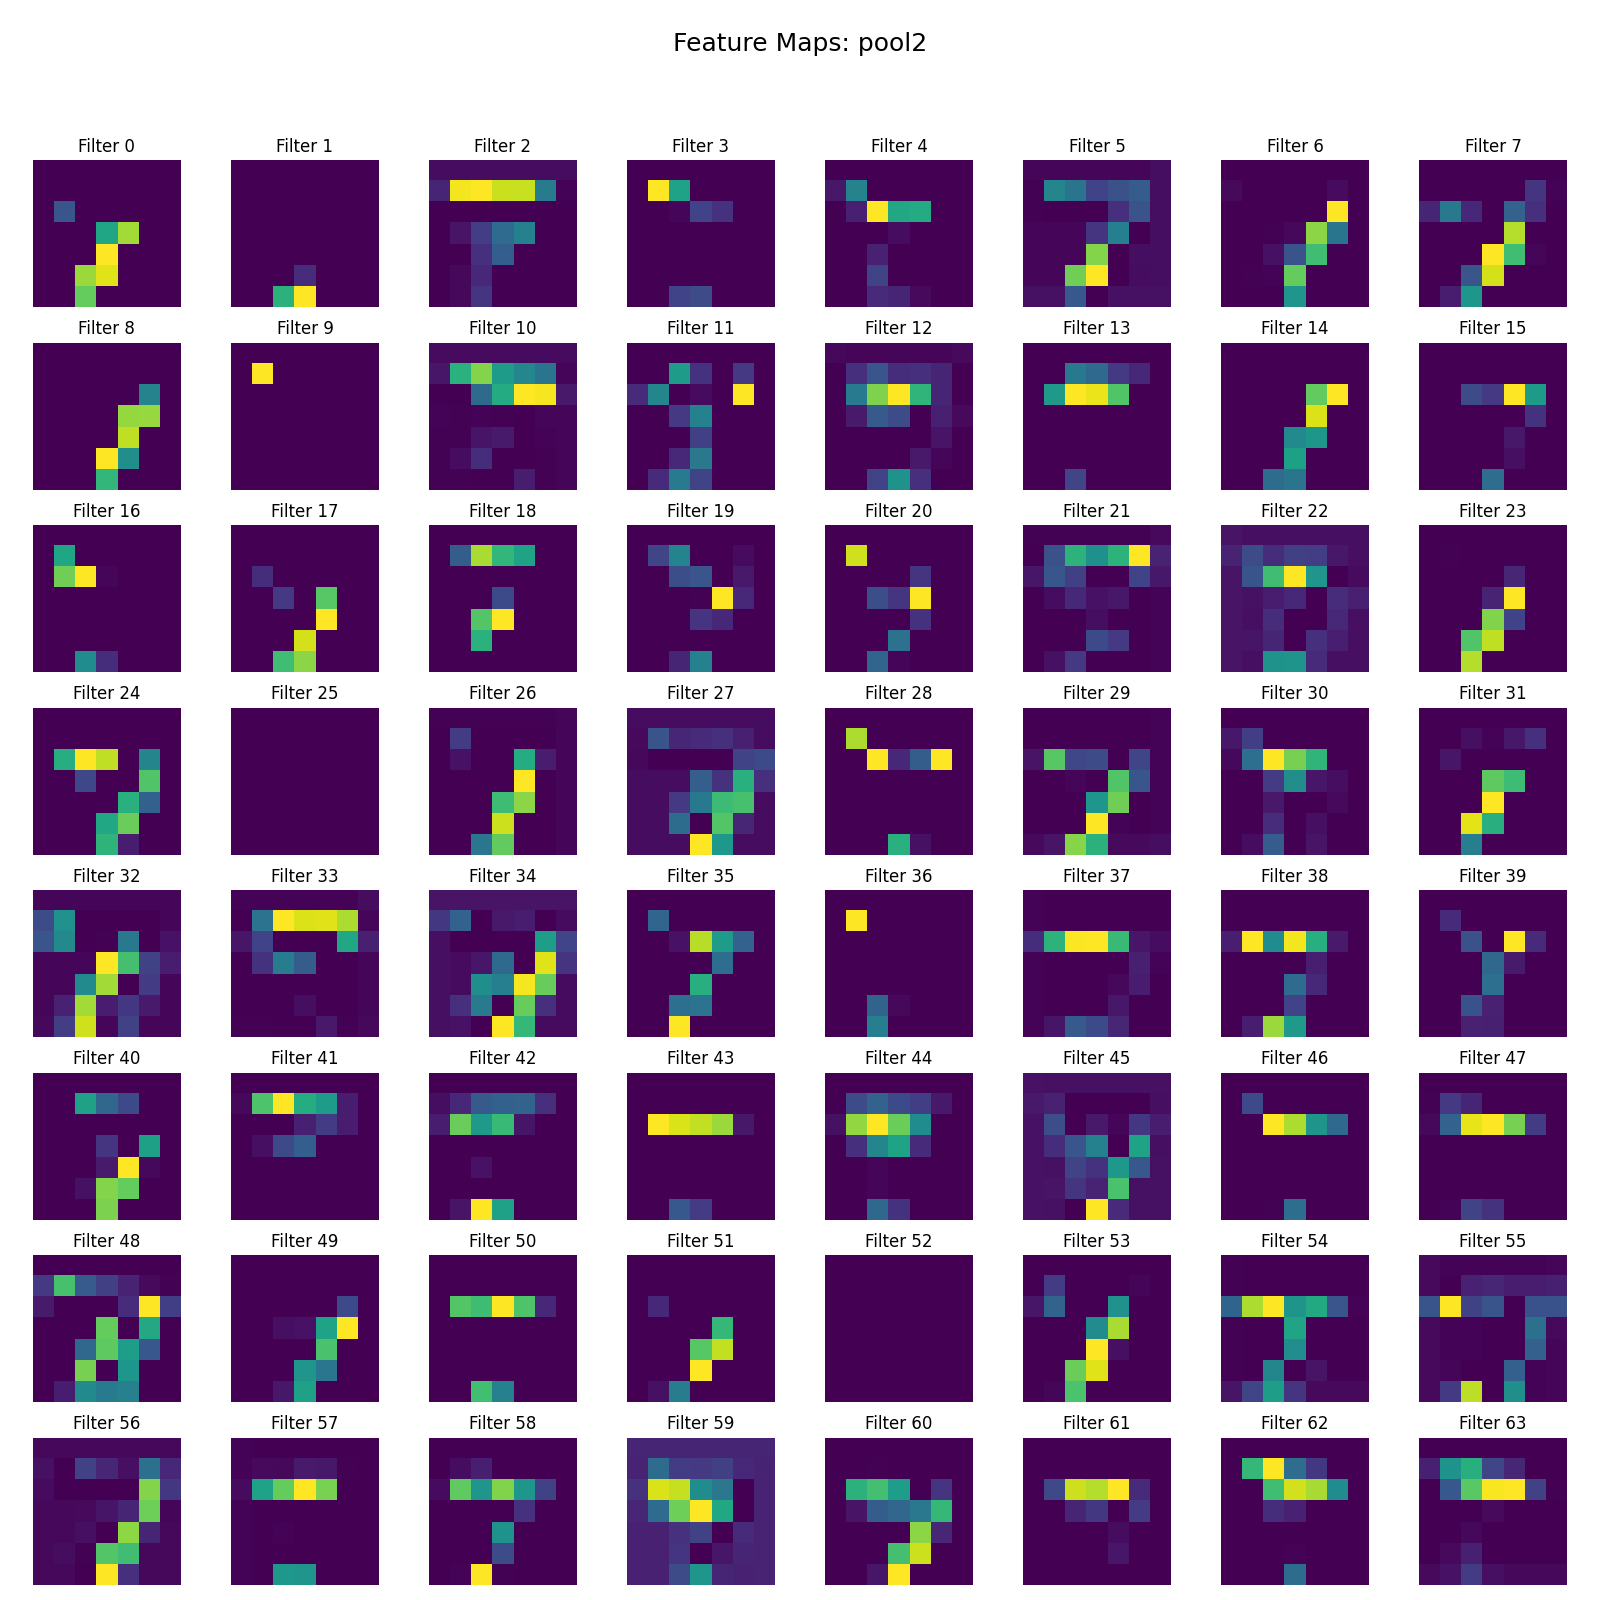 Feature Maps: pool2
Filter 0 Filter 1 Filter 2 Filter 3 Filter 4 Filter 5 Filter 6 Filter 7
Filter 8 Filter 9 Filter 10 Filter 11 Filter 12 Filter 13 Filter 14 Filter 15
Filter 16 Filter 17 Filter 18 Filter 19 Filter 20 Filter 21 Filter 22 Filter 23
Filter 24 Filter 25 Filter 26 Filter 27 Filter 28 Filter 29 Filter 30 Filter 31
Filter 32 Filter 33 Filter 34 Filter 35 Filter 36 Filter 37 Filter 38 Filter 39
Filter 40 Filter 41 Filter 42 Filter 43 Filter 44 Filter 45 Filter 46 Filter 47
Filter 48 Filter 49 Filter 50 Filter 51 Filter 52 Filter 53 Filter 54 Filter 55
Filter 56 Filter 57 Filter 58 Filter 59 Filter 60 Filter 61 Filter 62 Filter 63